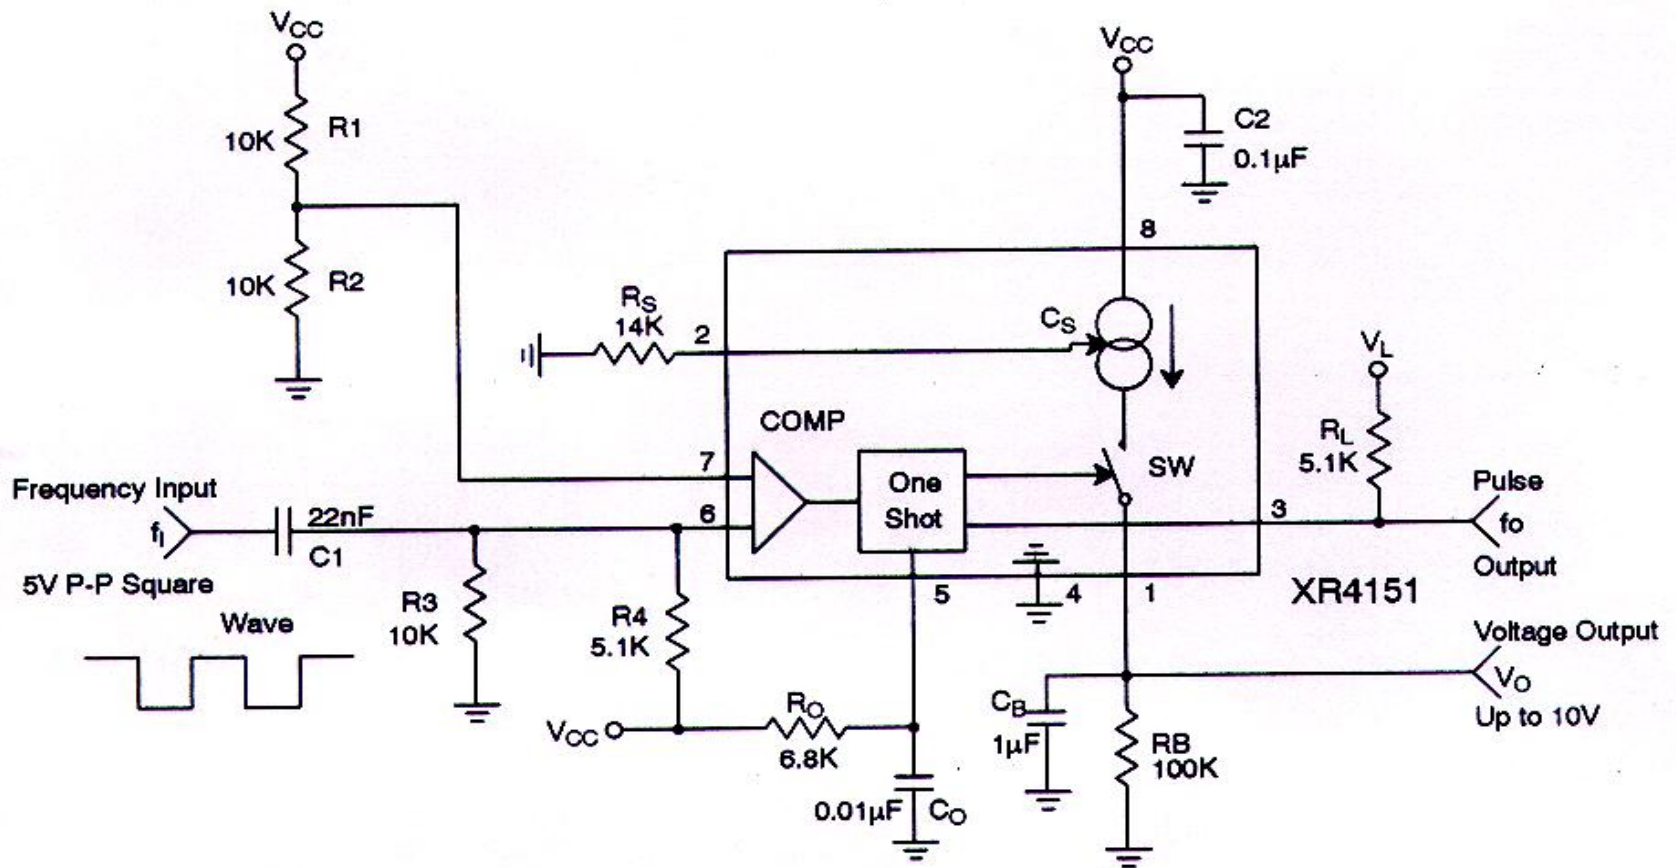 VCC
10K
R1
10K
R2
VCC
C2
0.1µF
8
RS
14K
2
CS
COMP
7
6
One
Shot
SW
VL
RL
5.1K
3
Pulse
fo
Output
Frequency Input
fI
5V P-P Square
Wave
22nF
C1
R3
10K
R4
5.1K
5
4
1
XR4151
Voltage Output
VO
Up to 10V
VCC
RO
6.8K
0.01µF
CO
CB
1µF
RB
100K